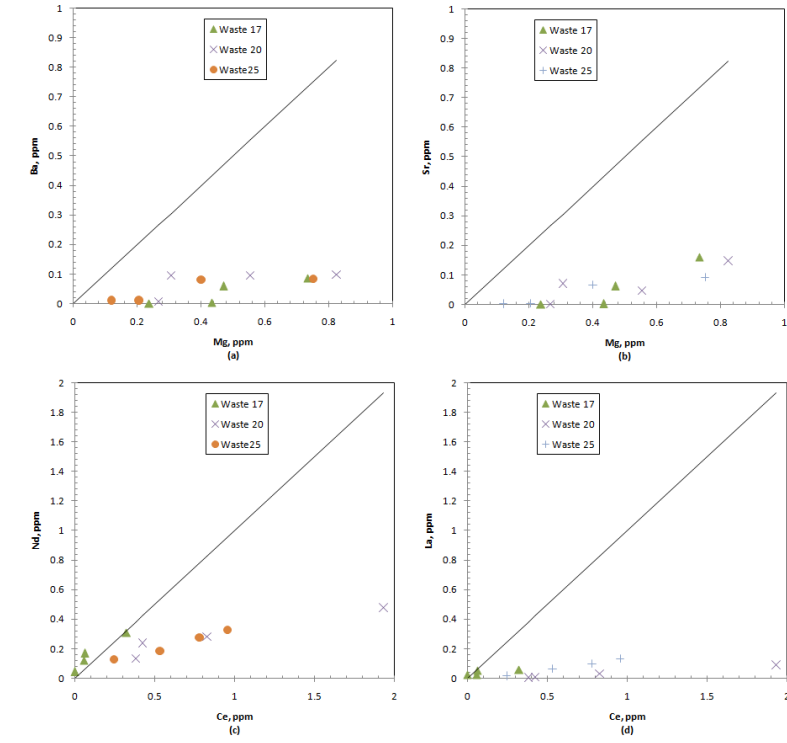 1
0.9
0.8
0.7
0.6
0.5
0.4
0.3
0.2
0.1
0
Ba, ppm
Waste 17
Waste 20
Waste25
0 0.2 0.4 0.6 0.8 1
Mg, ppm
(a)
1
0.9
0.8
0.7
0.6
0.5
0.4
0.3
0.2
0.1
0
Sr, ppm
Waste 17
Waste 20
Waste 25
0 0.2 0.4 0.6 0.8 1
Mg, ppm
(b)
2
1.8
1.6
1.4
1.2
1
0.8
0.6
0.4
0.2
0
Nd, ppm
Waste 17
Waste 20
Waste25
0 0.5 1 1.5 2
Ce, ppm
(c)
2
1.8
1.6
1.4
1.2
1
0.8
0.6
0.4
0.2
0
La, ppm
Waste 17
Waste 20
Waste 25
0 0.5 1 1.5 2
Ce, ppm
(d)